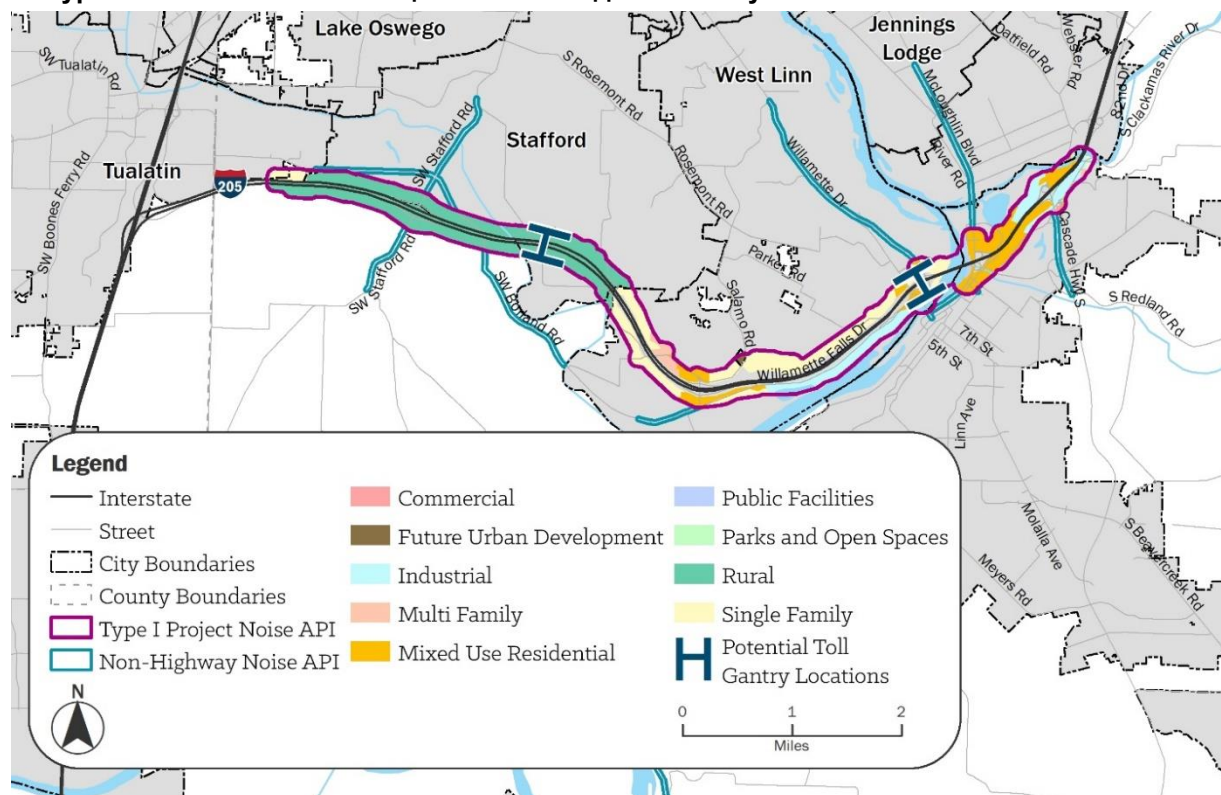 Lake Oswego
Jennings
Lodge
West Linn
Stafford
Tualatin
205
SW Tualatin Rd
SW Boones Ferry Rd
S Rosemont Rd
SW Stafford Rd
SW Stafford Rd
SW Borland Rd
Rosemont Rd
Willamette Dr
Parker Rd
Salamo Rd
Willamette Falls Dr
McLoughlin Blvd
River Rd
Oatfield Rd
Webster Rd
82nd Dr
S Clackamas River Dr
Cascade Hwy S
S Redland Rd
7th St
5th St
Linn Ave
Molalla Ave
S Beavercreek Rd
Meyers Rd
Legend
Interstate
Street
City Boundaries
County Boundaries
Type I Project Noise API
Non-Highway Noise API
Commercial
Future Urban Development
Industrial
Multi Family
Mixed Use Residential
Public Facilities
Parks and Open Spaces
Rural
Single Family
Potential Toll
Gantry Locations
N
0 1 2
Miles